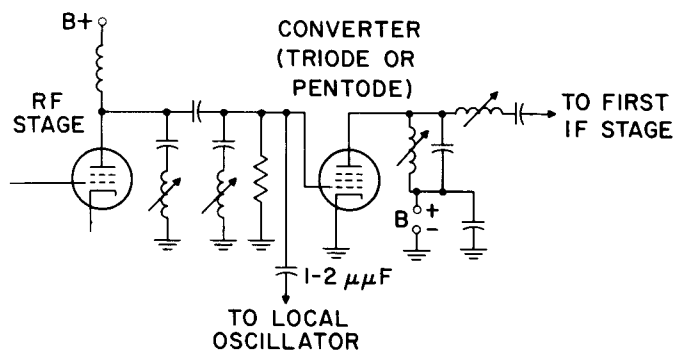 B+
RF
STAGE
CONVERTER
(TRIODE OR
PENTODE)
TO FIRST
IF STAGE
B
+
-
1-2 μμF
TO LOCAL
OSCILLATOR